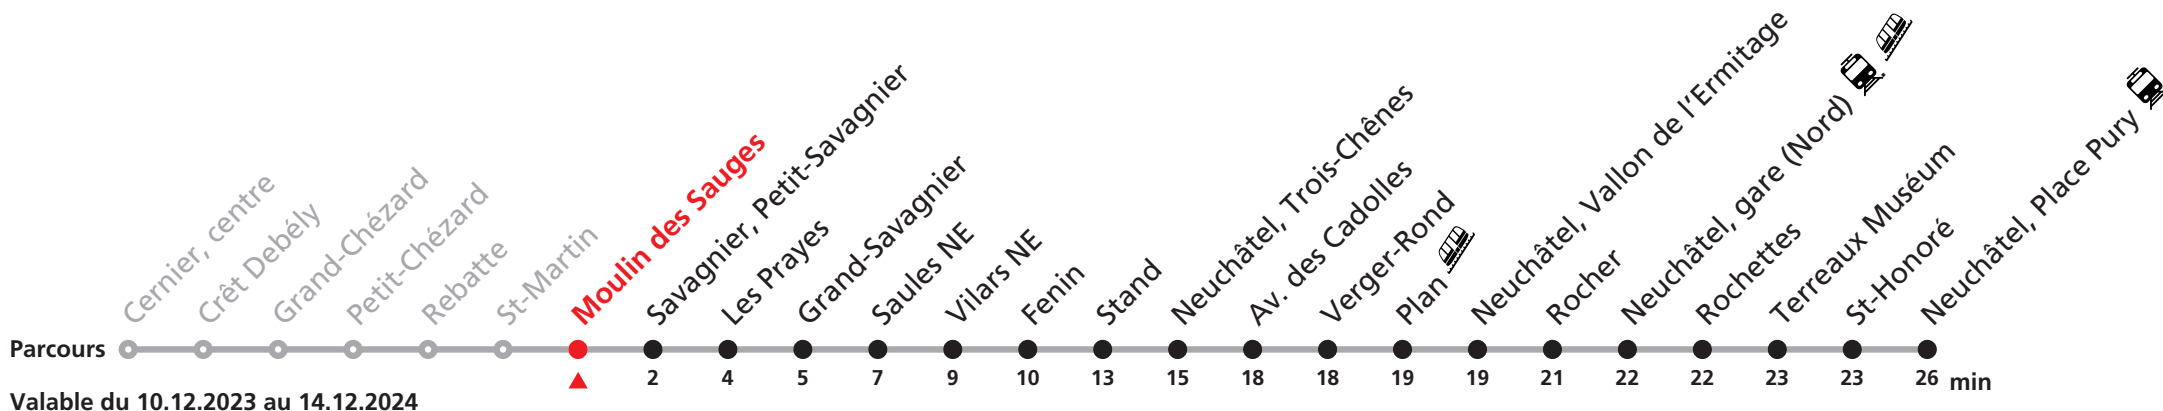 Cernier, centre
Crêt Debély
Grand-Chézard
Petit-Chézard
Rebatte
St-Martin
Moulin des Sauges
Savagnier, Petit-Savagnier
Les Prayes
Grand-Savagnier
Saules NE
Vilars NE
Fenin
Stand
Neuchâtel, Trois-Chênes
Av. des Cadolles
Verger-Rond
Plan
Neuchâtel, Vallon de l'Ermitage
Rocher
Neuchâtel, gare (Nord)
Rochettes
Terreaux Muséum
St-Honoré
Neuchâtel, Place Pury
Parcours
2 4 5 7 9 10 13 15 18 18 19 19 21 22 22 23 23 26 min
Valable du 10.12.2023 au 14.12.2024